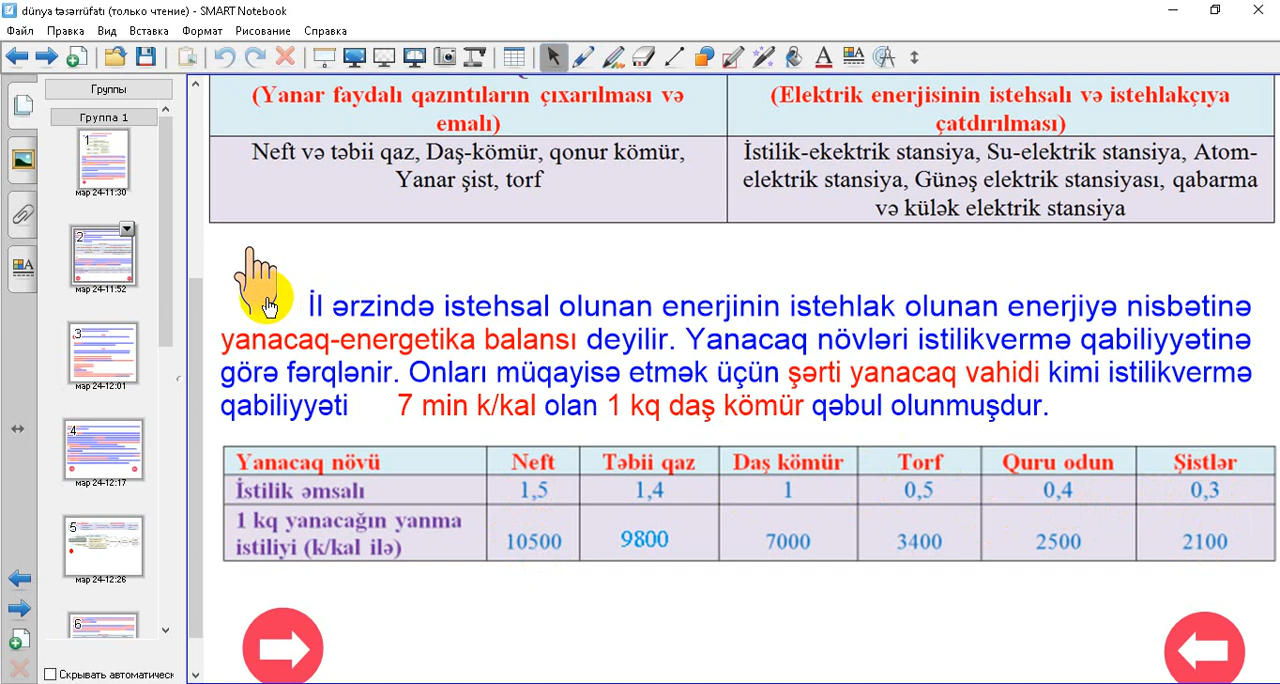 dünya təsərrüfatı (только чтение) - SMART Notebook
Файл Правка Вид Вставка Формат Рисование Справка
Группы
Группа 1
1
мар 24-11:30
2
мар 24-11:52
3
мар 24-12:01
4
мар 24-12:17
5
мар 24-12:26
6
Скрывать автоматическ
(Yanar faydalı qazıntıların çıxarılması və
emalı)
(Elektrik enerjisinin istehsalı və istehlakçıya
çatdırılması)
Neft və təbii qaz, Daş-kömür, qonur kömür,
Yanar şist, torf
İstilik-ekektrik stansiya, Su-elektrik stansiya, Atom-
elektrik stansiya, Günəş elektrik stansiyası, qabarma
və külək elektrik stansiya
İl ərzində istehsal olunan enerjinin istehlak olunan enerjiyə nisbətinə
yanacaq-energetika balansı deyilir. Yanacaq növləri istilikvermə qabiliyyətinə
görə fərqlənir. Onları müqayisə etmək üçün şərti yanacaq vahidi kimi istilikvermə
qabiliyyəti 7 min k/kal olan 1 kq daş kömür qəbul olunmuşdur.
Yanacaq növü Neft Təbii qaz Daş kömür Torf Quru odun Şistlər
İstilik əmsalı 1,5 1,4 1 0,5 0,4 0,3
1 kq yanacağın yanma
istiliyi (k/kal ilə) 10500 9800 7000 3400 2500 2100